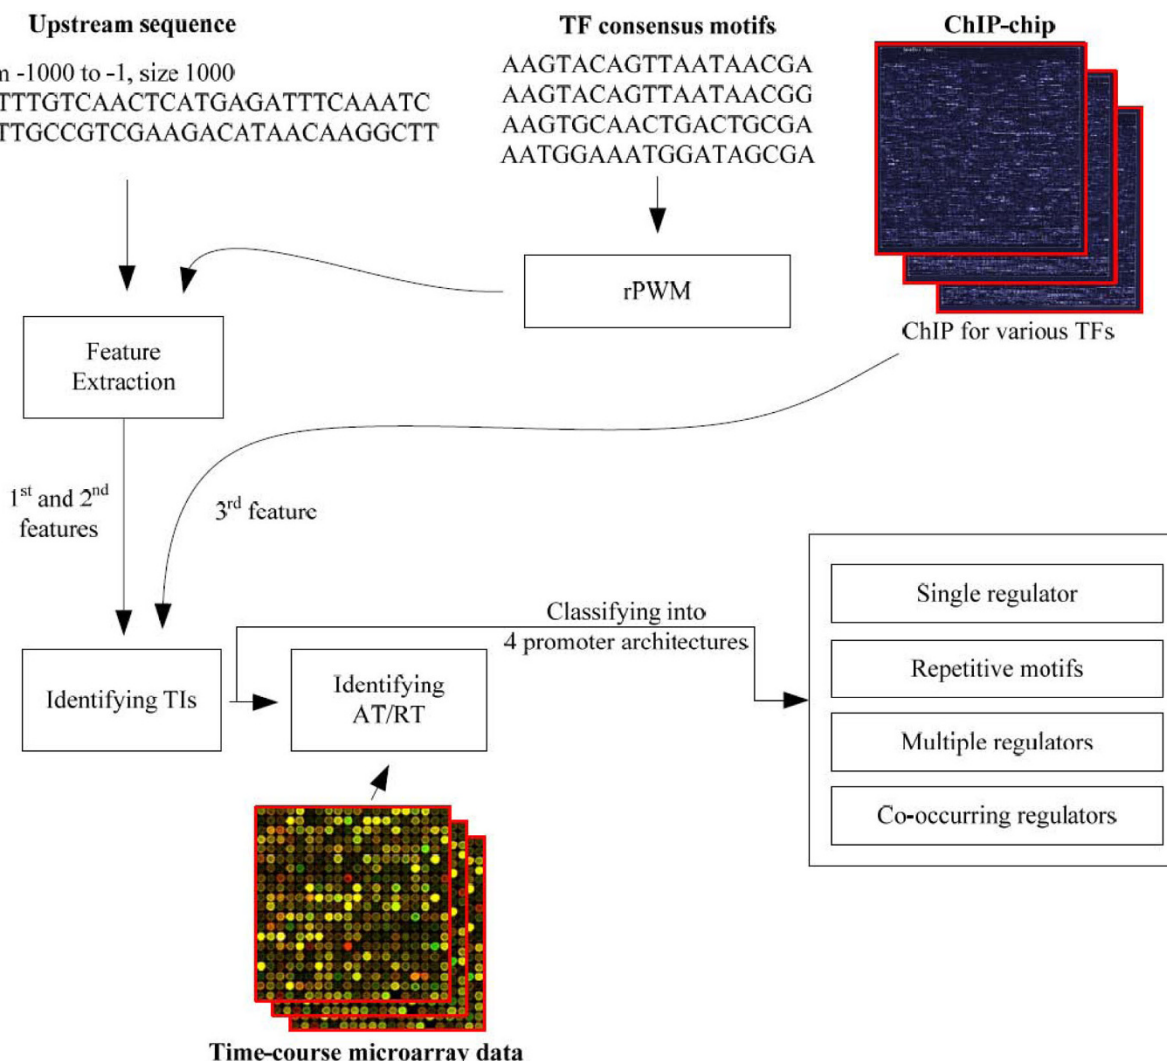 Upstream sequence
-1000 to -1, size 1000
TTTGTCAACTCATGAGATTTCAAATC
TTGCCGTCGAAGACATAACAAGGCTT
TF consensus motifs
AAGTACAGTTAATAACGA
AAGTACAGTTAATAACGG
AAGTGCAACTGACTGCGA
AATGGAAATGGATAGCGA
ChIP-chip
rPWM
ChIP for various TFs
Feature
Extraction
1st and 2nd
features
3rd feature
Classifying into
4 promoter architectures
Identifying TIs
Identifying
AT/RT
Single regulator
Repetitive motifs
Multiple regulators
Co-occurring regulators
Time-course microarray data